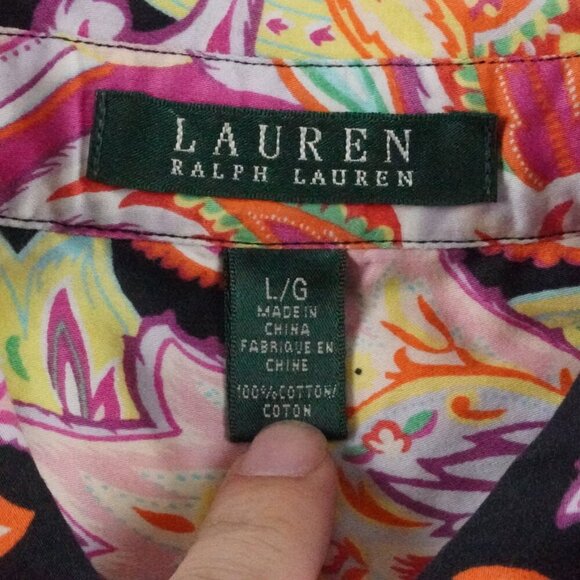 LAUREN
RALPH LAUREN
L/G
MADE IN
CHINA
FABRIQUE EN
CHINE
100%COTTON/
COTON